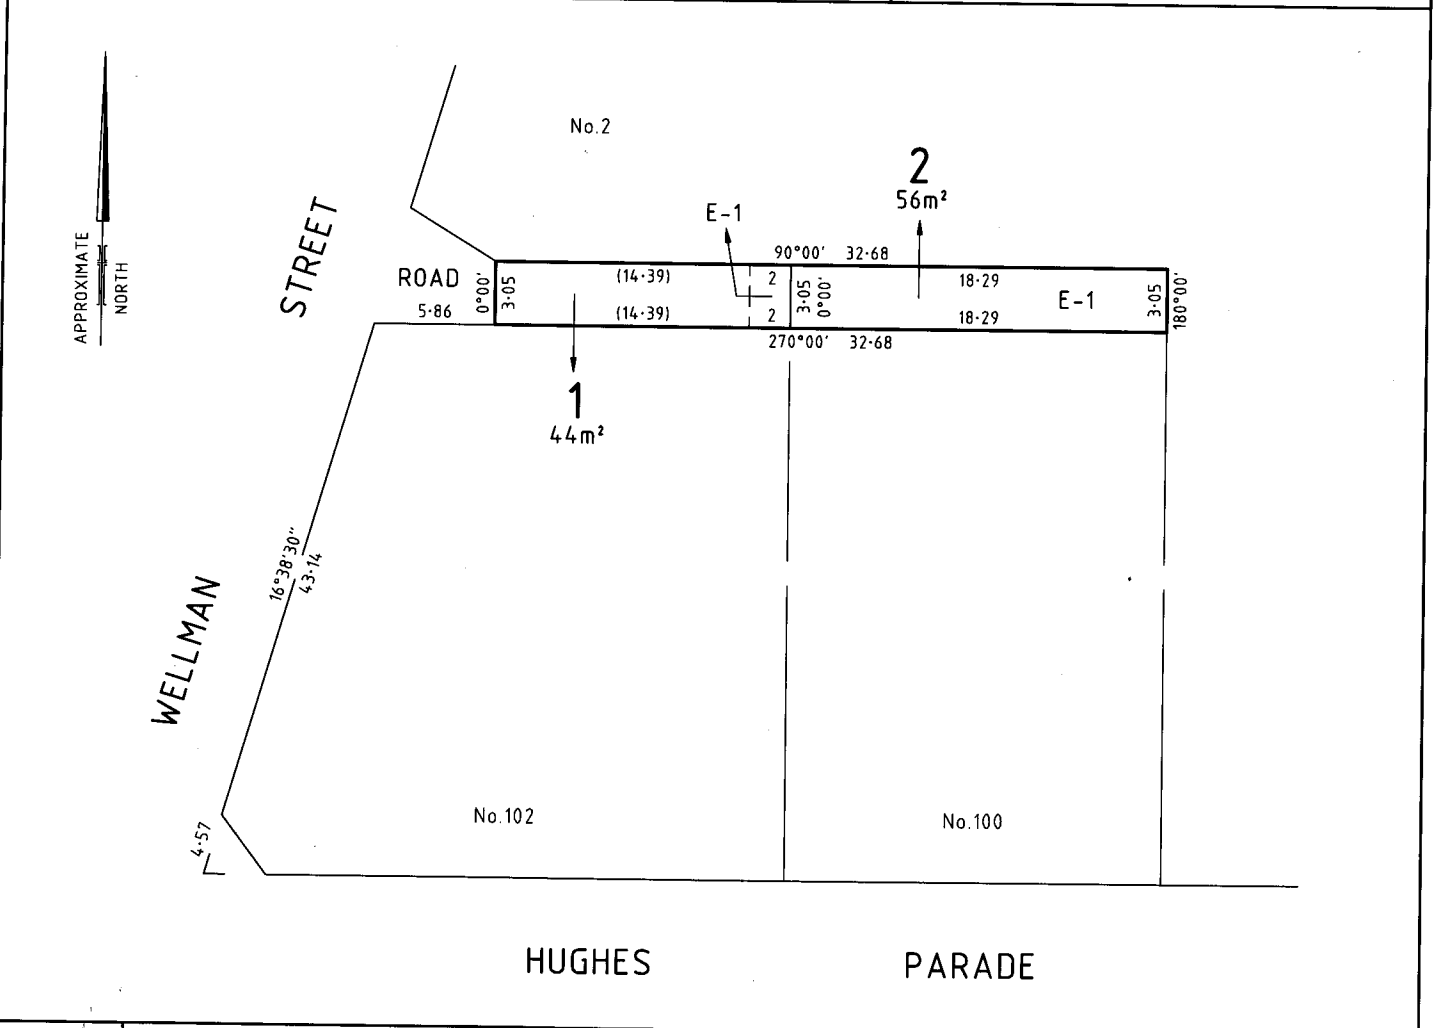 No.2
2
56m²
E-1
STREET
APPROXIMATE
NORTH
90°00' 32·68
ROAD
5·86
0°00'
3·05
(14·39)
2
3·05
0°00'
18·29
E-1
3·05
180°00'
(14·39)
2
18·29
270°00' 32·68
1
44m²
16°38'30"
43·14
WELLMAN
4·57
No.102
No.100
HUGHES PARADE